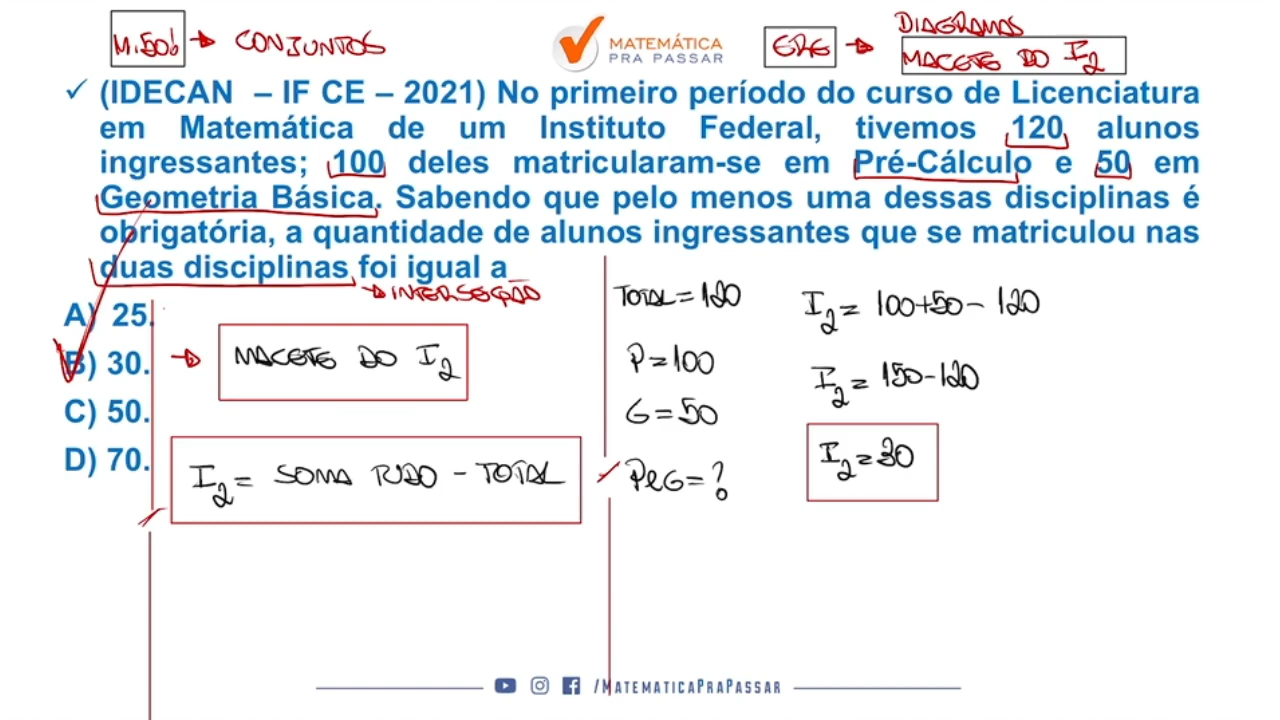 CONJUNTOS
MATEMÁTICA
PRA PASSAR
DIAGRAMAS
MACETE DO I2
✓ (IDECAN – IF CE – 2021) No primeiro período do curso de Licenciatura
em Matemática de um Instituto Federal, tivemos 120 alunos
ingressantes; 100 deles matricularam-se em Pré-Cálculo e 50 em
Geometria Básica. Sabendo que pelo menos uma dessas disciplinas é
obrigatória, a quantidade de alunos ingressantes que se matriculou nas
duas disciplinas foi igual a
→ INTERSEÇÃO
A) 25.
B) 30.
C) 50.
D) 70.
→ MACETE DO I2
I2 = SOMA TUDO - TOTAL
TOTAL = 120
P = 100
G = 50
PeG = ?
I2 = 100+50-120
I2 = 150-120
I2 = 30
/MATEMATICAPRAPASSAR